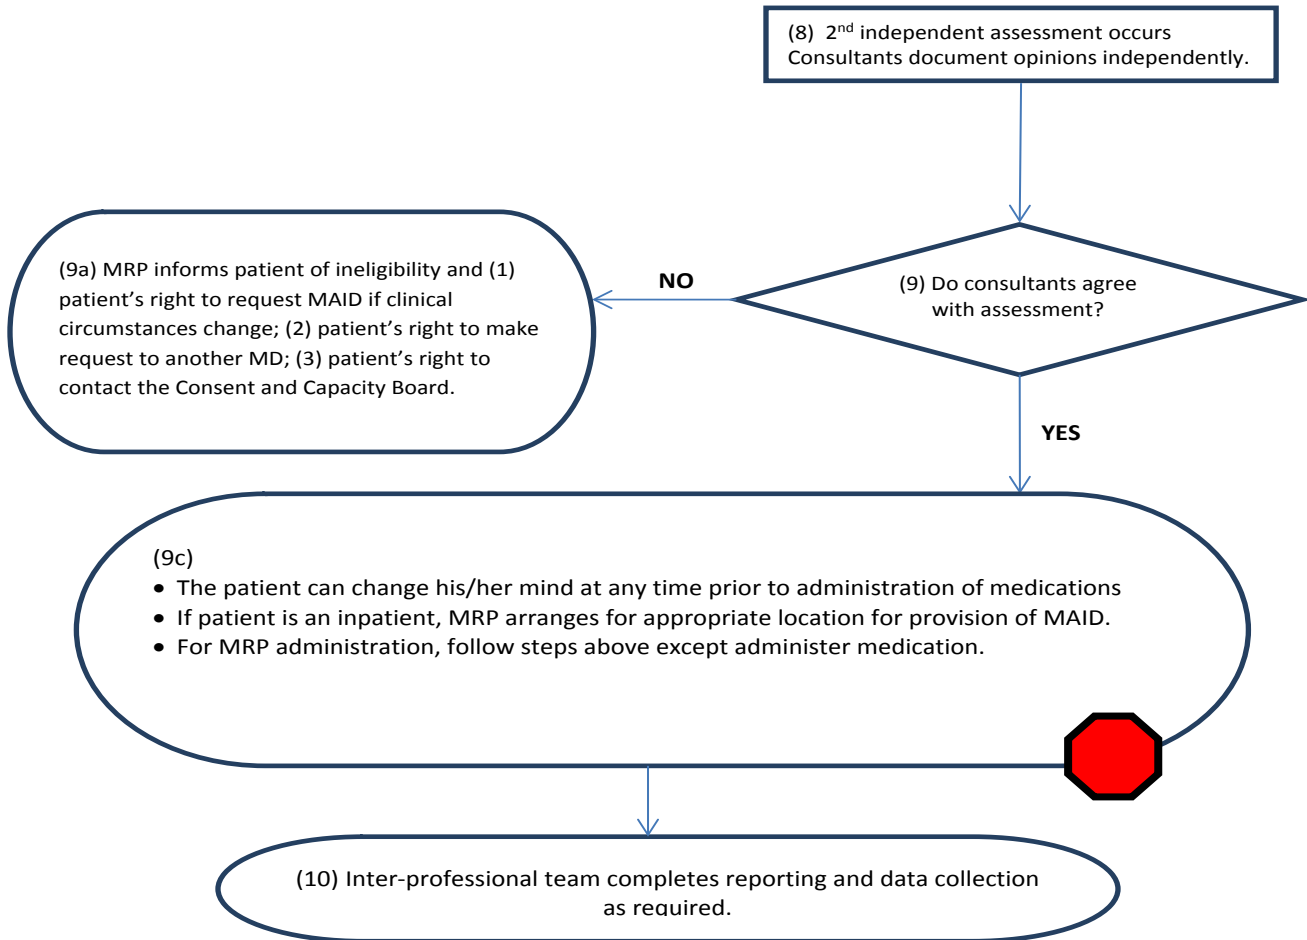 (8) 2nd independent assessment occurs
Consultants document opinions independently.
(9) Do consultants agree
with assessment?
NO
(9a) MRP informs patient of ineligibility and (1)
patient’s right to request MAID if clinical
circumstances change; (2) patient’s right to make
request to another MD; (3) patient’s right to
contact the Consent and Capacity Board.
YES
(9c)
• The patient can change his/her mind at any time prior to administration of medications
• If patient is an inpatient, MRP arranges for appropriate location for provision of MAID.
• For MRP administration, follow steps above except administer medication.
(10) Inter-professional team completes reporting and data collection
as required.